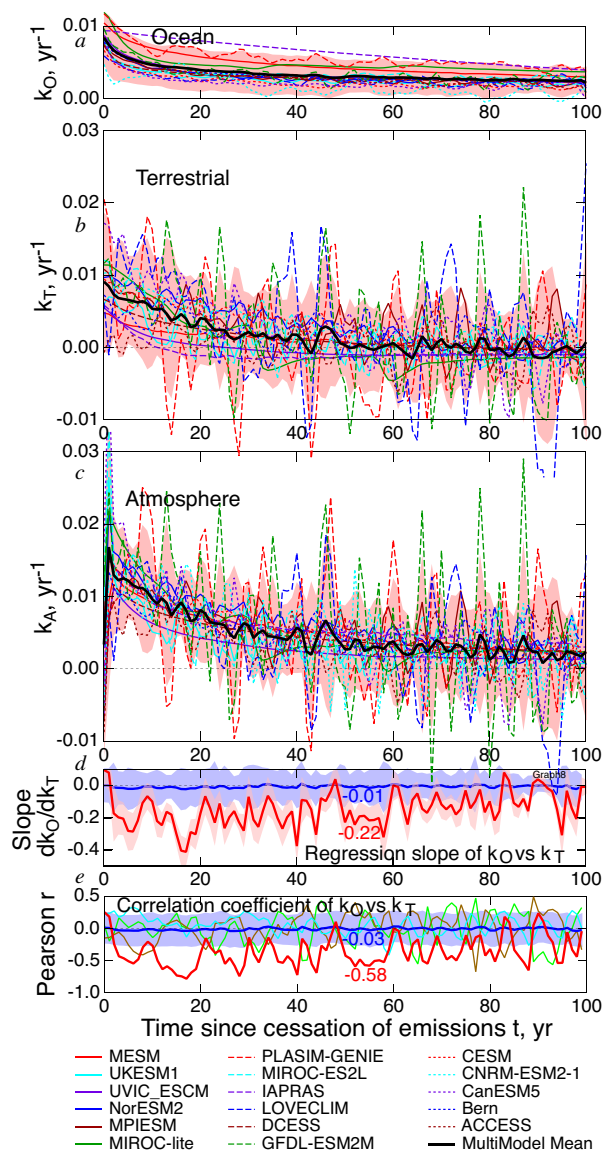 a
Ocean
k_O, yr⁻¹
0.01
0.00
0 20 40 60 80 100
b
Terrestrial
k_T, yr⁻¹
0.03
0.02
0.01
0.00
-0.01
0 20 40 60 80 100
c
Atmosphere
k_A, yr⁻¹
0.03
0.02
0.01
0.00
-0.01
0 20 40 60 80 100
d
Slope
dk_O/dk_T
0.0
-0.2
-0.4
Graph8
-0.01
-0.22
Regression slope of k_O vs k_T
0 20 40 60 80 100
e
Pearson r
0.5
0.0
-0.5
-1.0
Correlation coefficient of k_O vs k_T
-0.03
-0.58
0 20 40 60 80 100
Time since cessation of emissions t, yr
MESM PLASIM-GENIE CESM
UKESM1 MIROC-ES2L CNRM-ESM2-1
UVIC_ESCM IAPRAS CanESM5
NorESM2 LOVECLIM Bern
MPIESM DCESS ACCESS
MIROC-lite GFDL-ESM2M MultiModel Mean